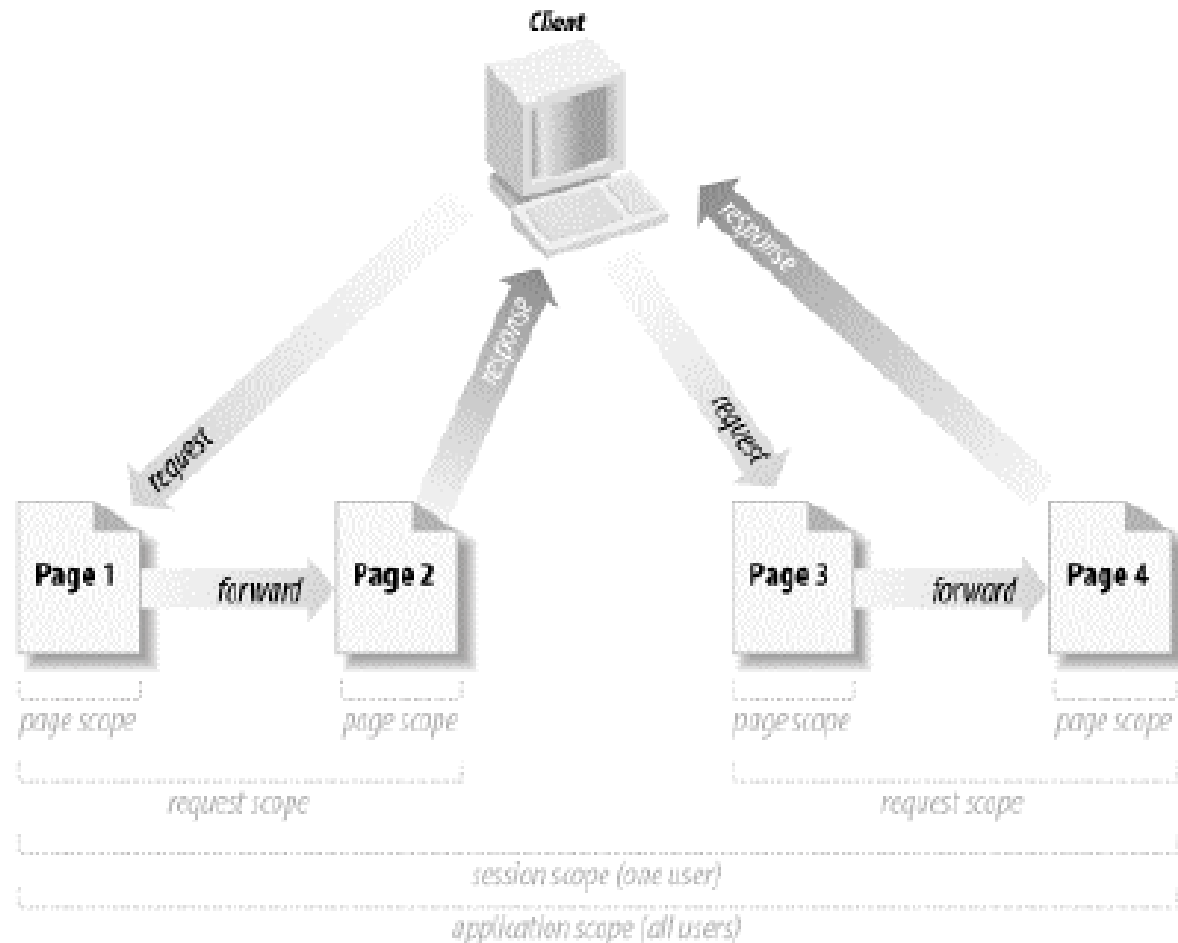 Client
response
response
request
request
Page 1
forward
Page 2
Page 3
forward
Page 4
page scope
page scope
page scope
page scope
request scope
request scope
session scope (one user)
application scope (all users)